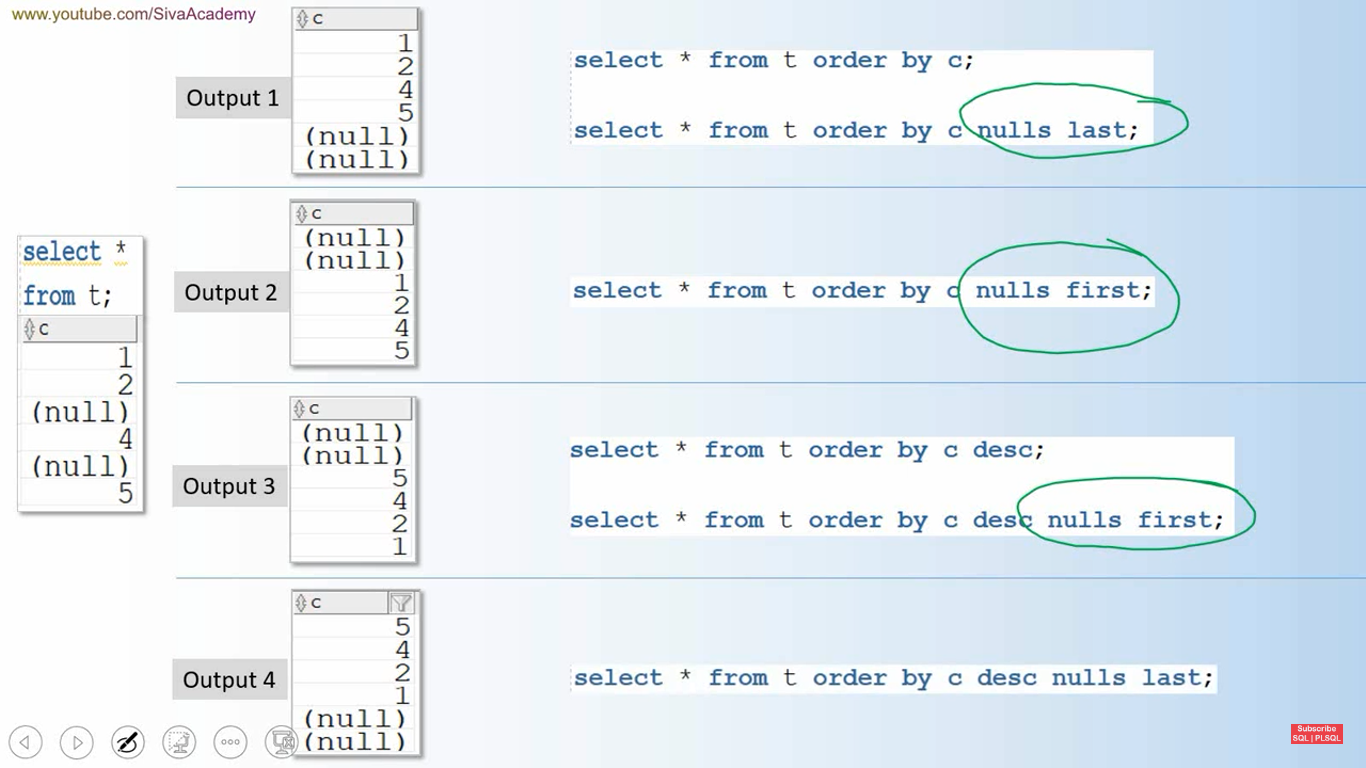 www.youtube.com/SivaAcademy
select *
from t;
C
1
2
(null)
4
(null)
5
Output 1
C
1
2
4
5
(null)
(null)
select * from t order by c;
select * from t order by c nulls last;
Output 2
C
(null)
(null)
1
2
4
5
select * from t order by c nulls first;
Output 3
C
(null)
(null)
5
4
2
1
select * from t order by c desc;
select * from t order by c desc nulls first;
Output 4
C
5
4
2
1
(null)
(null)
select * from t order by c desc nulls last;
Subscribe
SQL | PLSQL